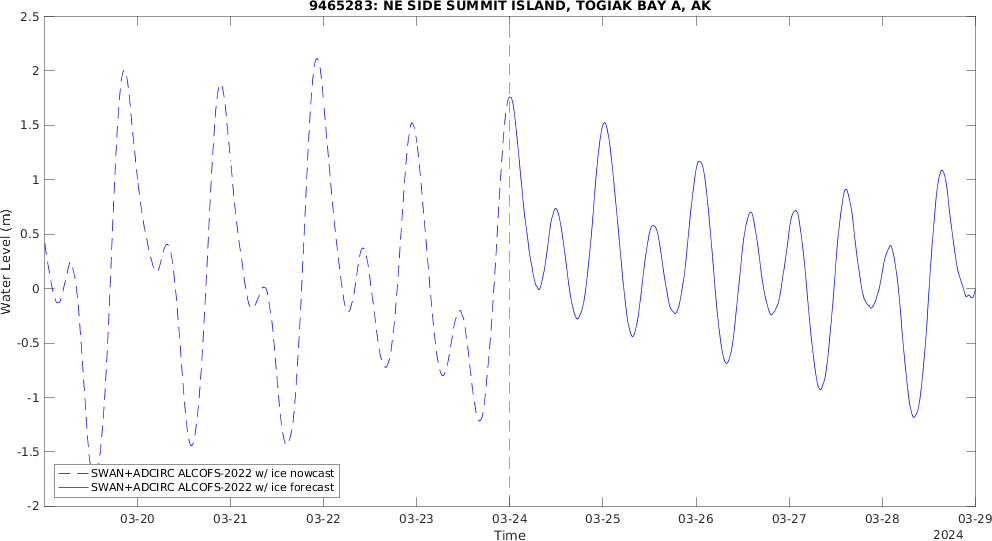 9465283: NE SIDE SUMMIT ISLAND, TOGIAK BAY A, AK
2.5
2
1.5
1
0.5
0
-0.5
-1
-1.5
-2
Water Level (m)
SWAN+ADCIRC ALCOFS-2022 w/ ice nowcast
SWAN+ADCIRC ALCOFS-2022 w/ ice forecast
03-20 03-21 03-22 03-23 03-24 03-25 03-26 03-27 03-28 03-29
Time
2024